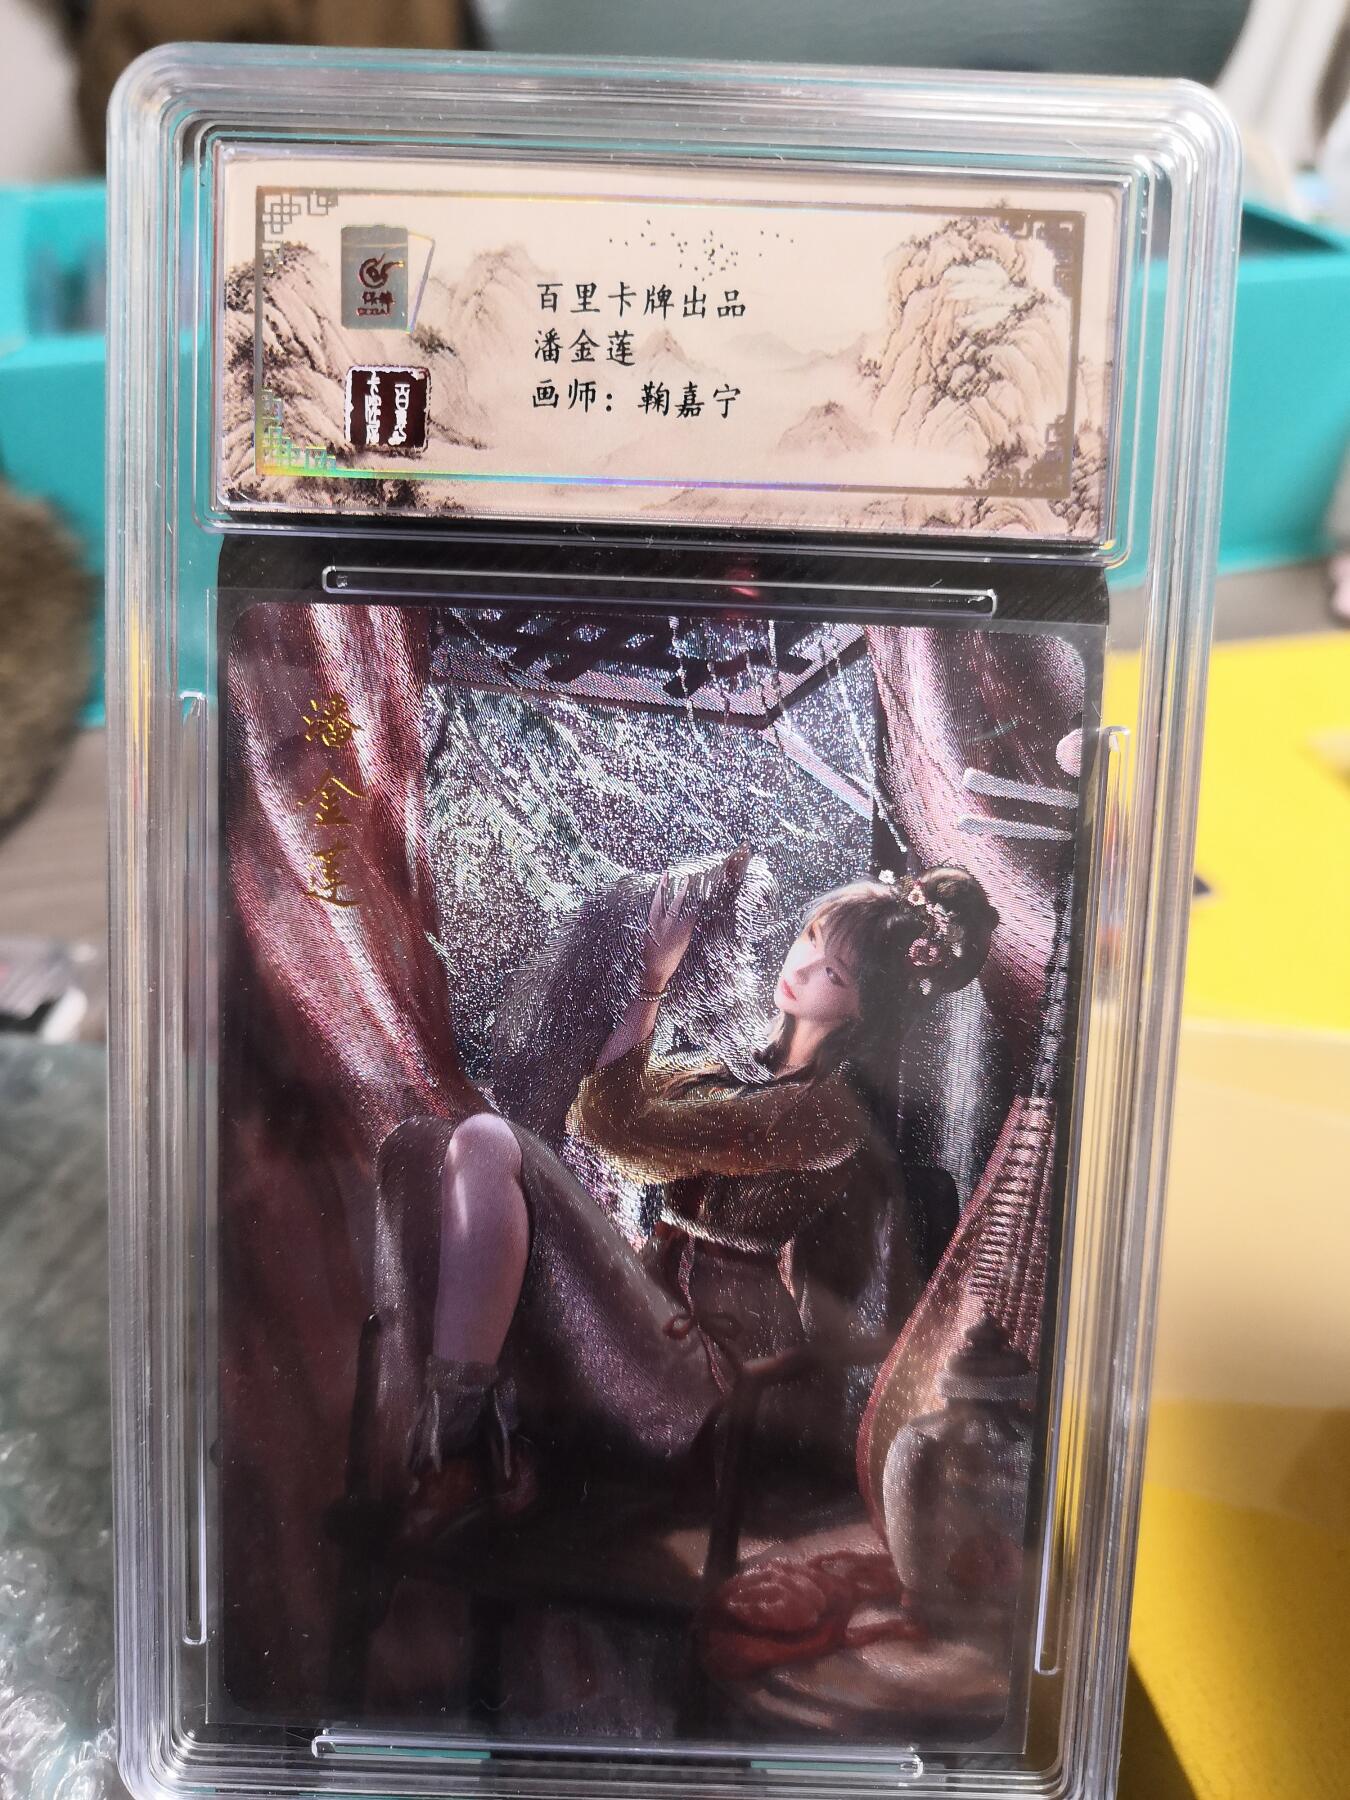 百里卡牌出品
潘金莲
画师：鞠嘉宁
潘金莲